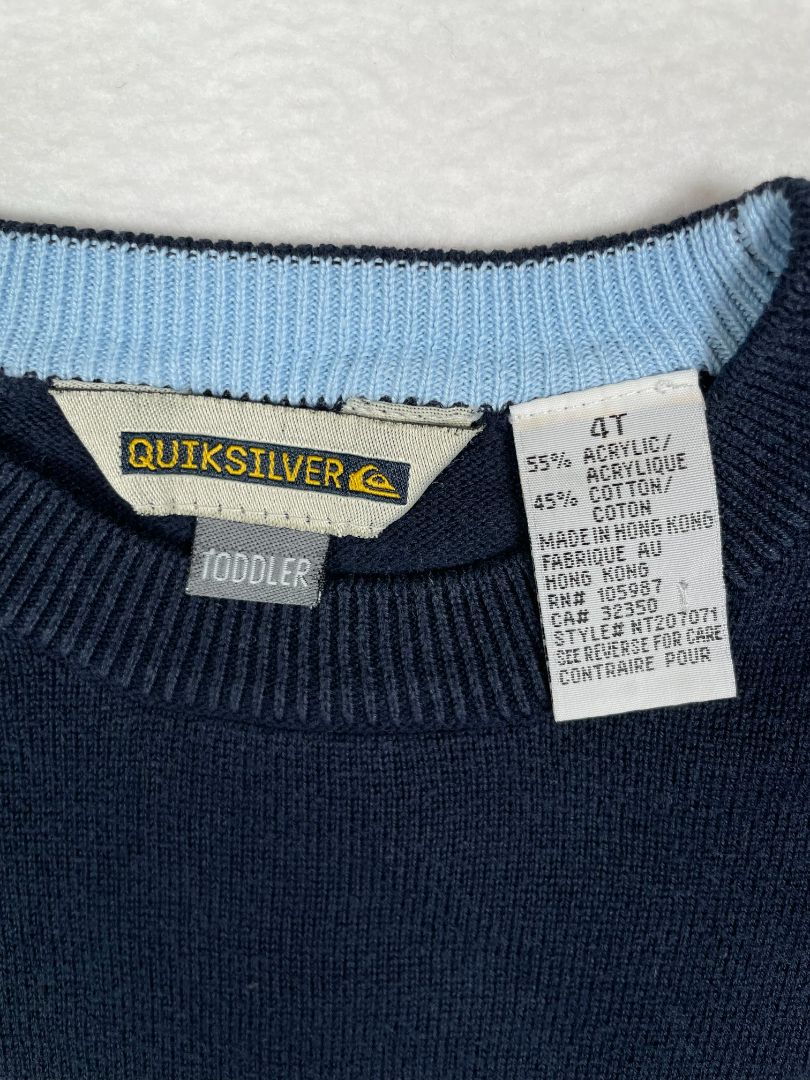 QUIKSILVER
TODDLER
4T
55% ACRYLIC/
ACRYLIQUE
45% COTTON/
COTON
MADE IN HONG KONG
FABRIQUE AU
HONG KONG
RN# 105987
CA# 32350
STYLE# NT207071
SEE REVERSE FOR CARE
CONTRAIRE POUR